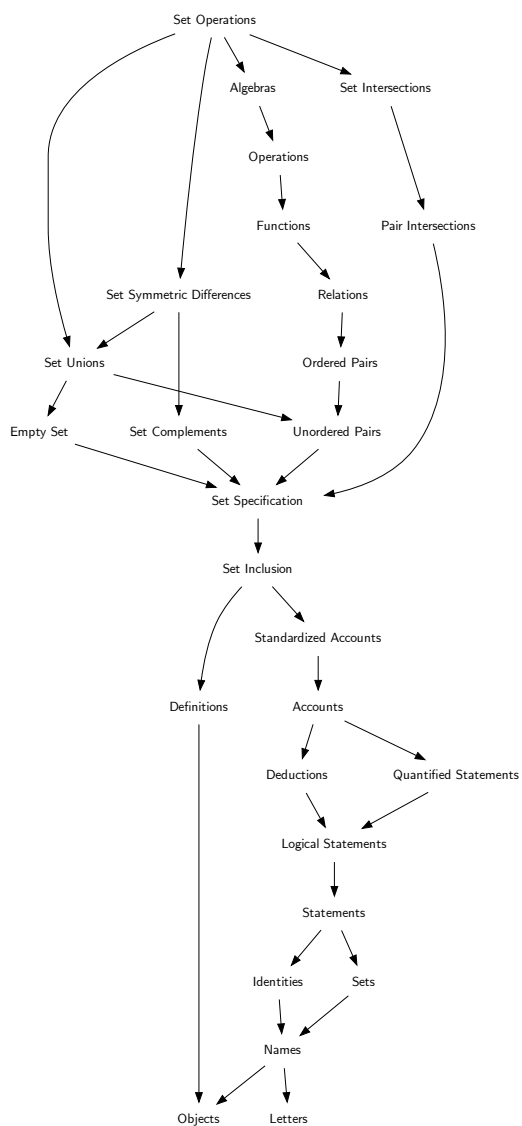 Set Operations
Algebras
Set Intersections
Operations
Functions
Pair Intersections
Set Symmetric Differences
Relations
Set Unions
Ordered Pairs
Empty Set
Set Complements
Unordered Pairs
Set Specification
Set Inclusion
Standardized Accounts
Definitions
Accounts
Deductions
Quantified Statements
Logical Statements
Statements
Identities
Sets
Names
Objects
Letters